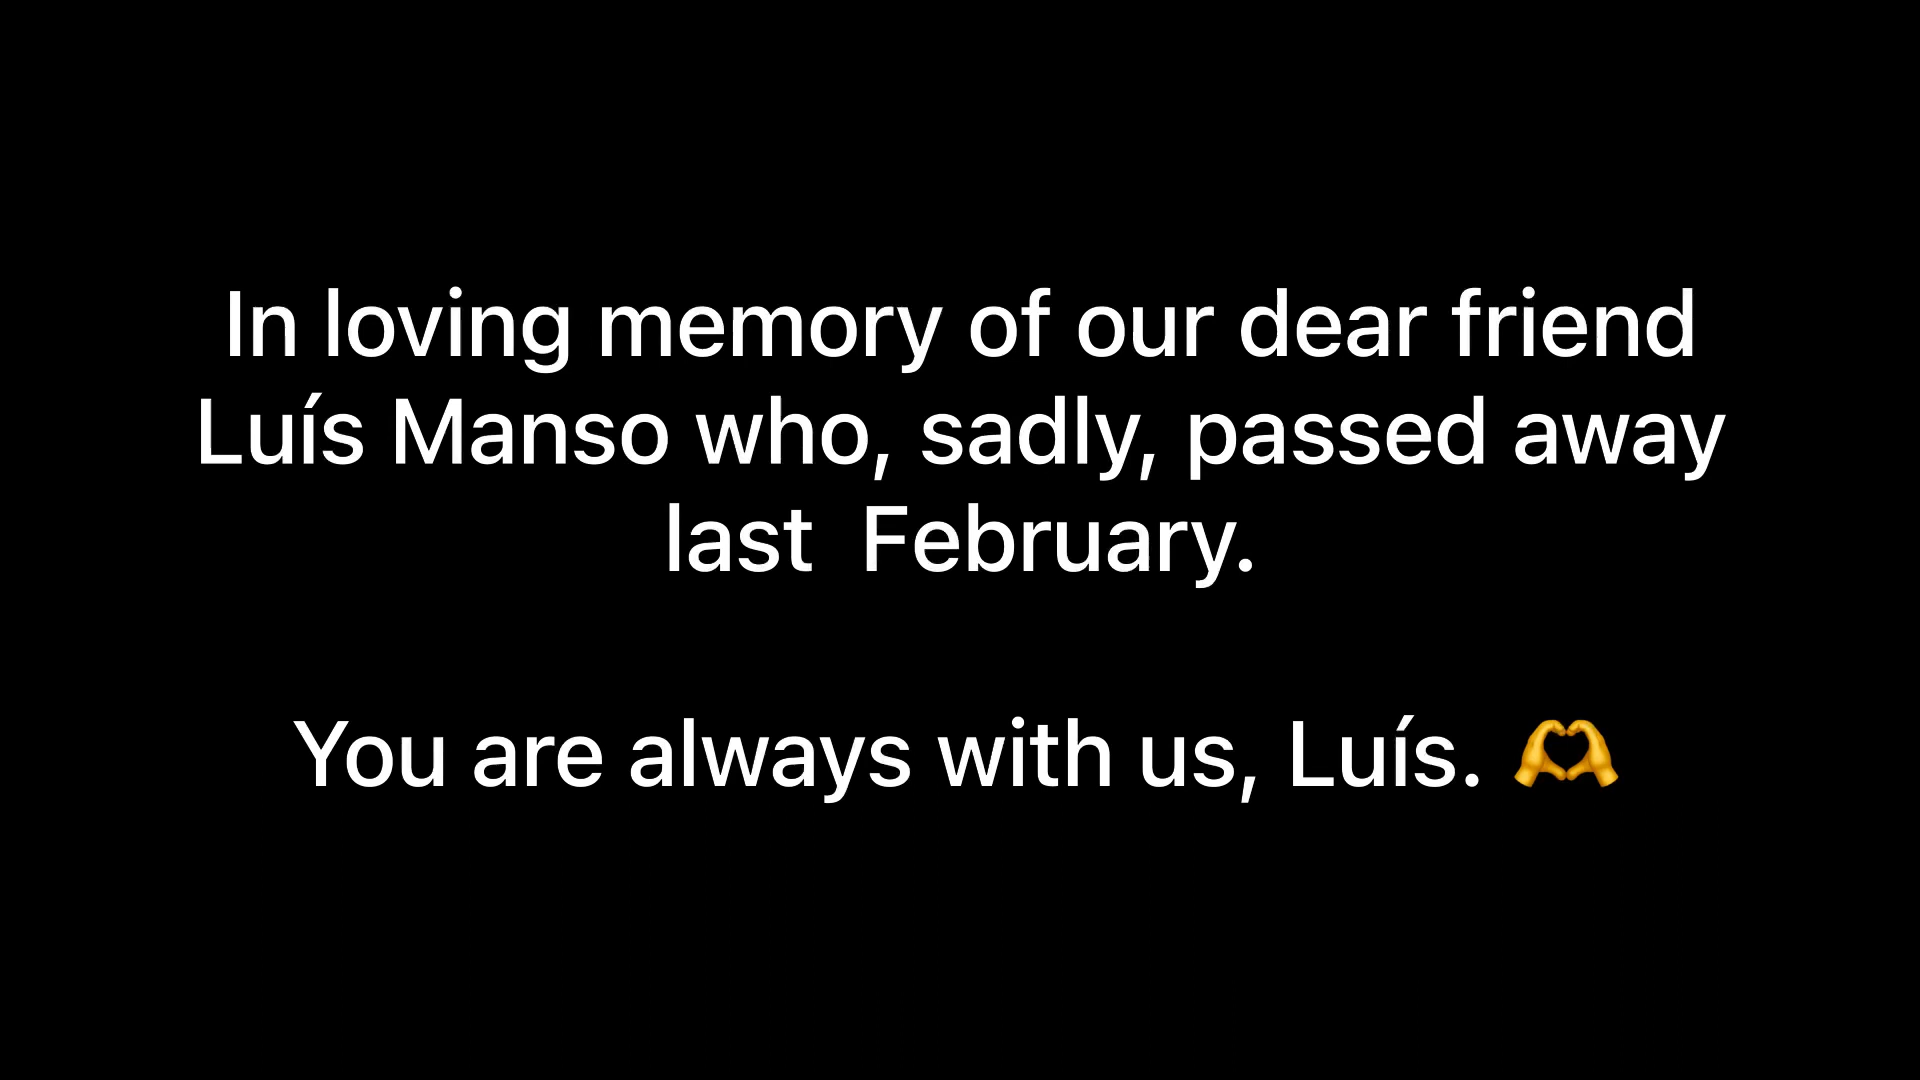 In loving memory of our dear friend
Luís Manso who, sadly, passed away
last  February.
You are always with us, Luís. 🫶